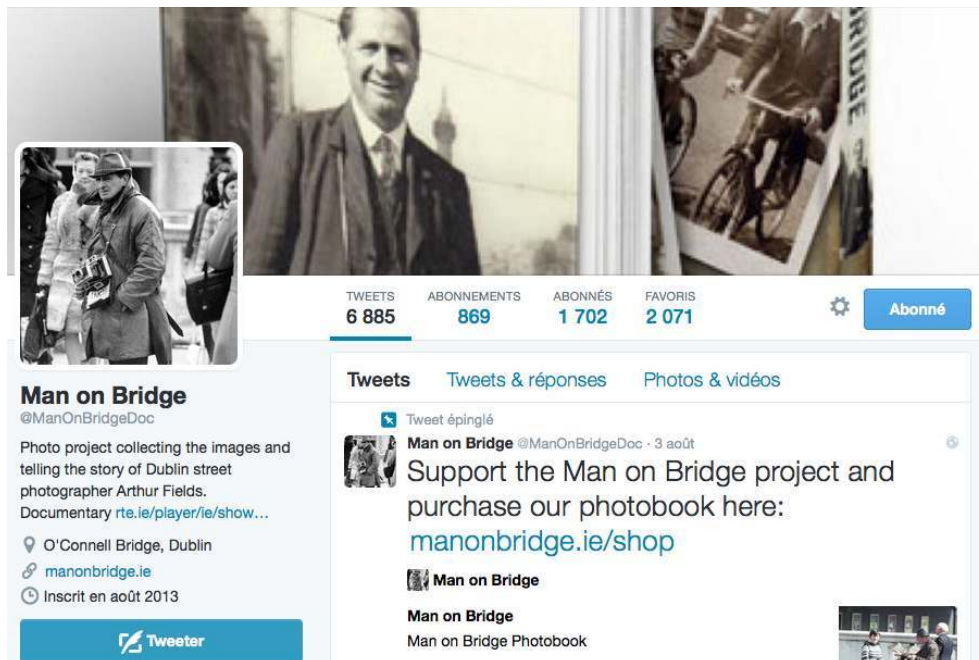 RIDGE
TWEETS ABONNEMENTS ABONNÉS FAVORIS
6 885 869 1 702 2 071
Abonné
Man on Bridge
@ManOnBridgeDoc
Photo project collecting the images and
telling the story of Dublin street
photographer Arthur Fields.
Documentary rte.ie/player/ie/show…
O'Connell Bridge, Dublin
manonbridge.ie
Inscrit en août 2013
Tweeter
Tweets Tweets & réponses Photos & vidéos
Tweet épinglé
Man on Bridge @ManOnBridgeDoc · 3 août
Support the Man on Bridge project and
purchase our photobook here:
manonbridge.ie/shop
Man on Bridge
Man on Bridge
Man on Bridge Photobook